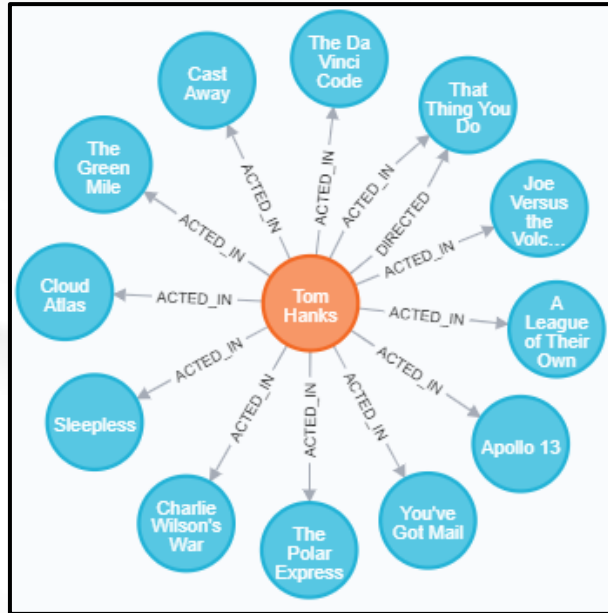 The Da
Vinci
Code
Cast
Away
That
Thing You
Do
The
Green
Mile
Joe
Versus
the
Volc...
Cloud
Atlas
Tom
Hanks
A
League
of Their
Own
Sleepless
Apollo 13
Charlie
Wilson's
War
The
Polar
Express
You've
Got Mail
ACTED_IN
ACTED_IN
ACTED_IN
DIRECTED
ACTED_IN
ACTED_IN
ACTED_IN
ACTED_IN
ACTED_IN
ACTED_IN
ACTED_IN
ACTED_IN
ACTED_IN